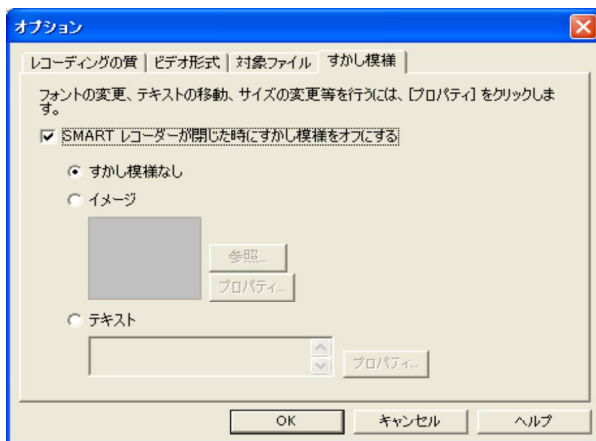 オプション
レコーディングの質 ビデオ形式 対象ファイル すかし模様
フォントの変更、テキストの移動、サイズの変更等を行うには、[プロパティ] をクリックしま
す。
SMART レコーダーが閉じた時にすかし模様をオフにする
すかし模様なし
イメージ
参照...
プロパティ...
テキスト
プロパティ...
OK キャンセル ヘルプ